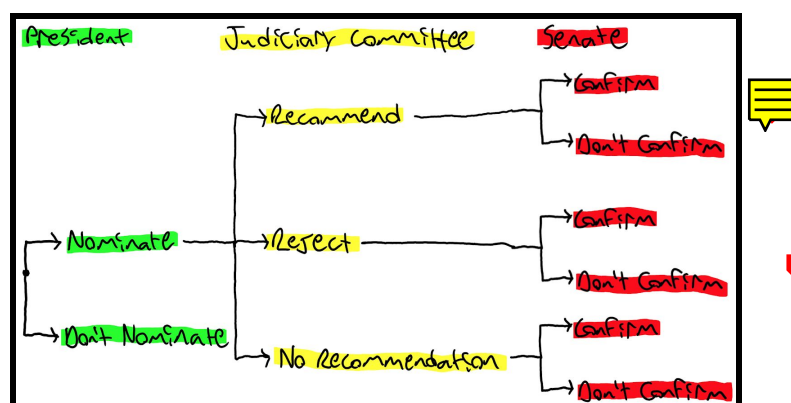 President Judiciary Committee Senate
Confirm
Recommend
Don't Confirm
Confirm
Nominate Reject
Don't Confirm
Confirm
Don't Nominate
No Recommendation
Don't Confirm